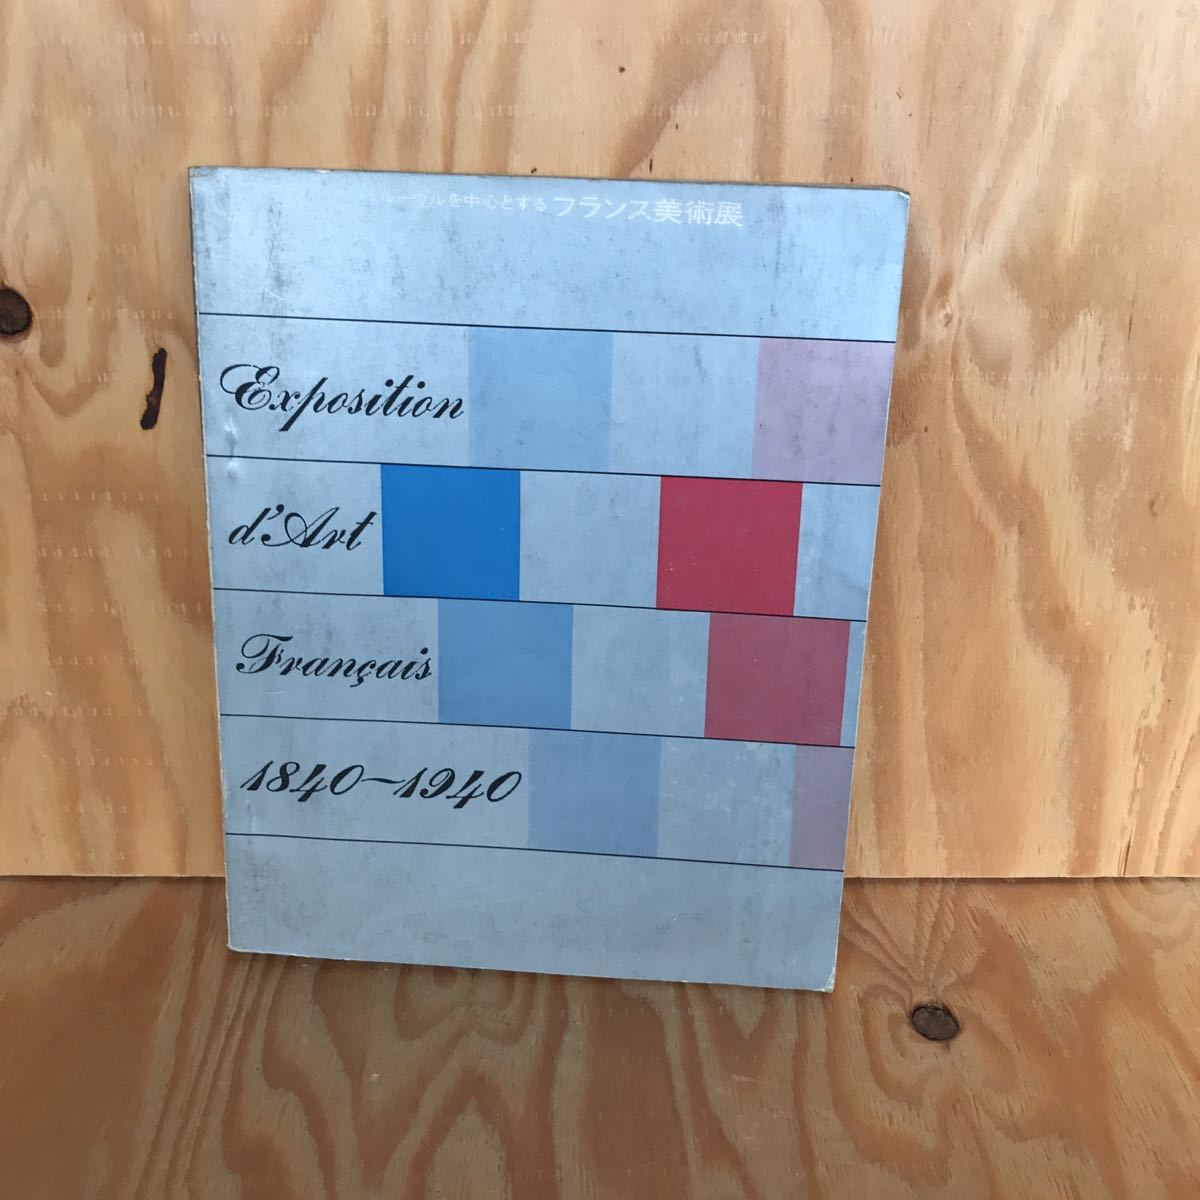 ルーヴルを中心とするフランス美術展
Exposition
d'Art
Français
1840~1940